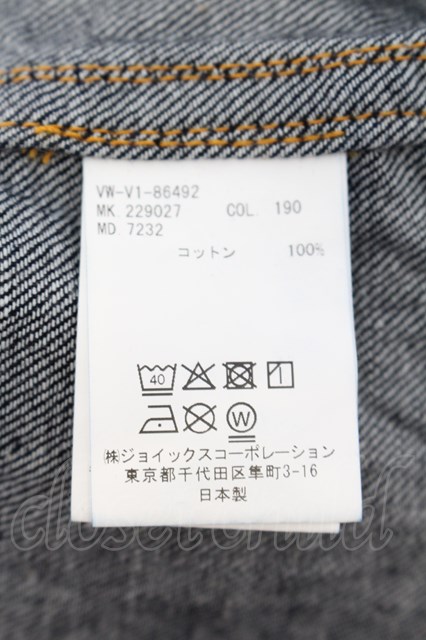 VW-V1-86492
MK. 229027 COL. 190
MD. 7232
コットン 100%
40
W
㈱ジョイックスコーポレーション
東京都千代田区隼町3-16
日本製
closet child